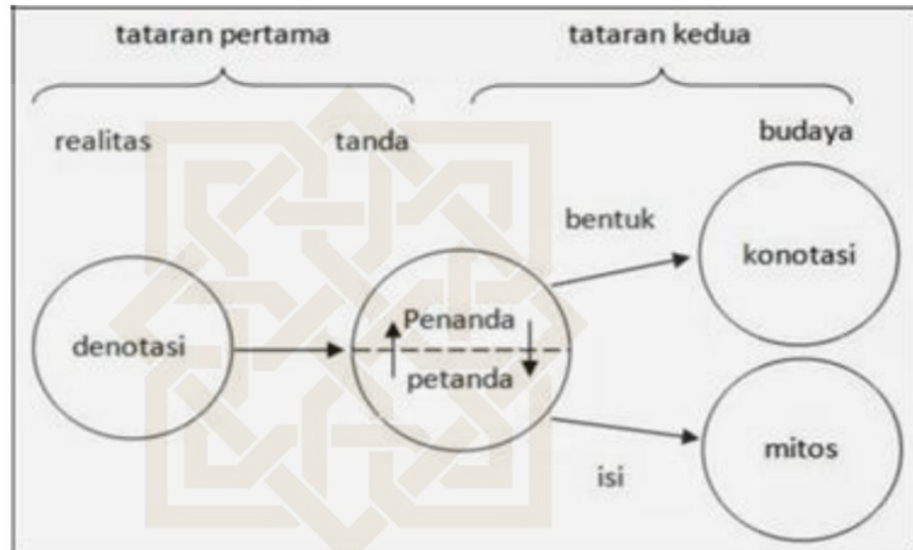 tataran pertama
tataran kedua
realitas
tanda
budaya
bentuk
konotasi
denotasi
Penanda
petanda
isi
mitos